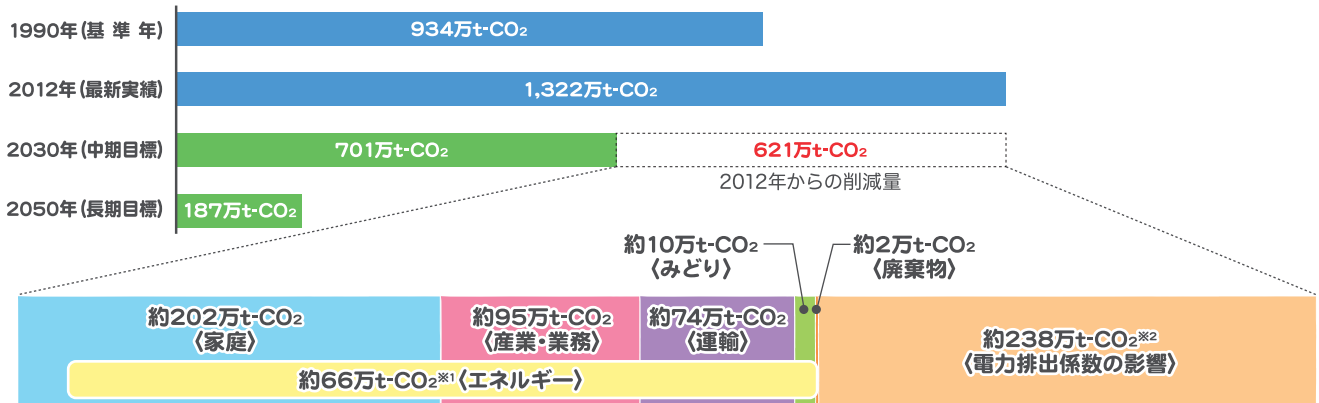 1990年(基 準 年)
934万t-CO₂
2012年(最新実績)
1,322万t-CO₂
2030年(中期目標)
701万t-CO₂
621万t-CO₂
2012年からの削減量
2050年(長期目標)
187万t-CO₂
約10万t-CO₂
〈みどり〉
約2万t-CO₂
〈廃棄物〉
約202万t-CO₂
〈家庭〉
約95万t-CO₂
〈産業・業務〉
約74万t-CO₂
〈運輸〉
約238万t-CO₂※2
〈電力排出係数の影響〉
約66万t-CO₂※1〈エネルギー〉